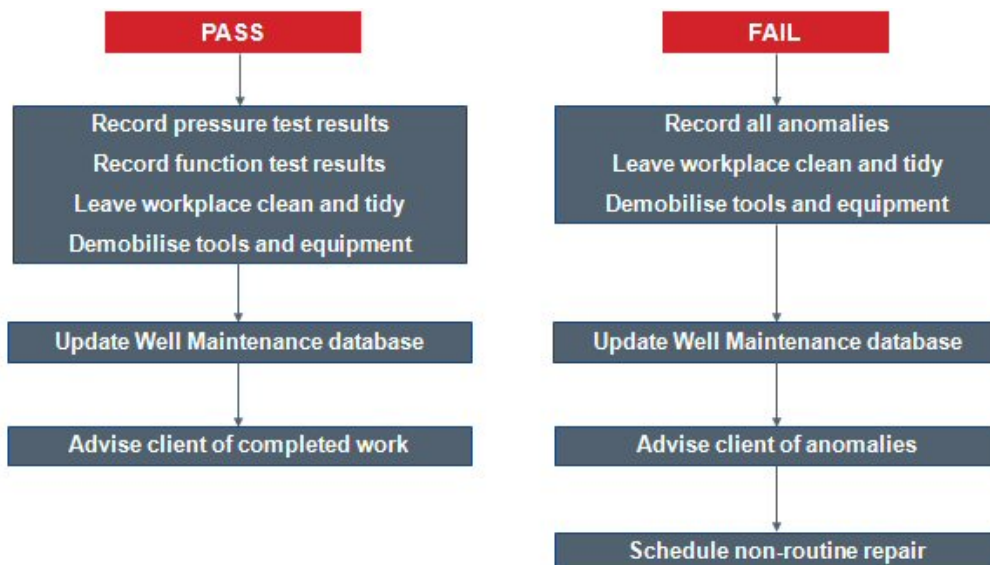 PASS
Record pressure test results
Record function test results
Leave workplace clean and tidy
Demobilise tools and equipment
Update Well Maintenance database
Advise client of completed work
FAIL
Record all anomalies
Leave workplace clean and tidy
Demobilise tools and equipment
Update Well Maintenance database
Advise client of anomalies
Schedule non-routine repair